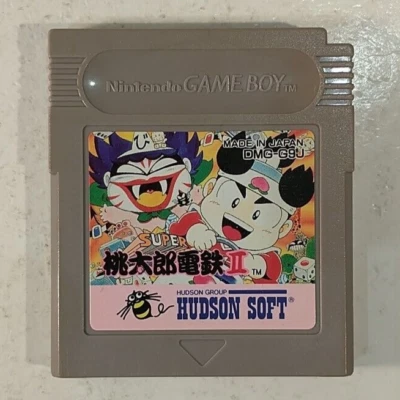 Nintendo GAME BOY TM
MADE IN JAPAN
DMG-G9J
び
SUPER
桃太郎電鉄II TM
HUDSON GROUP
HUDSON SOFT®